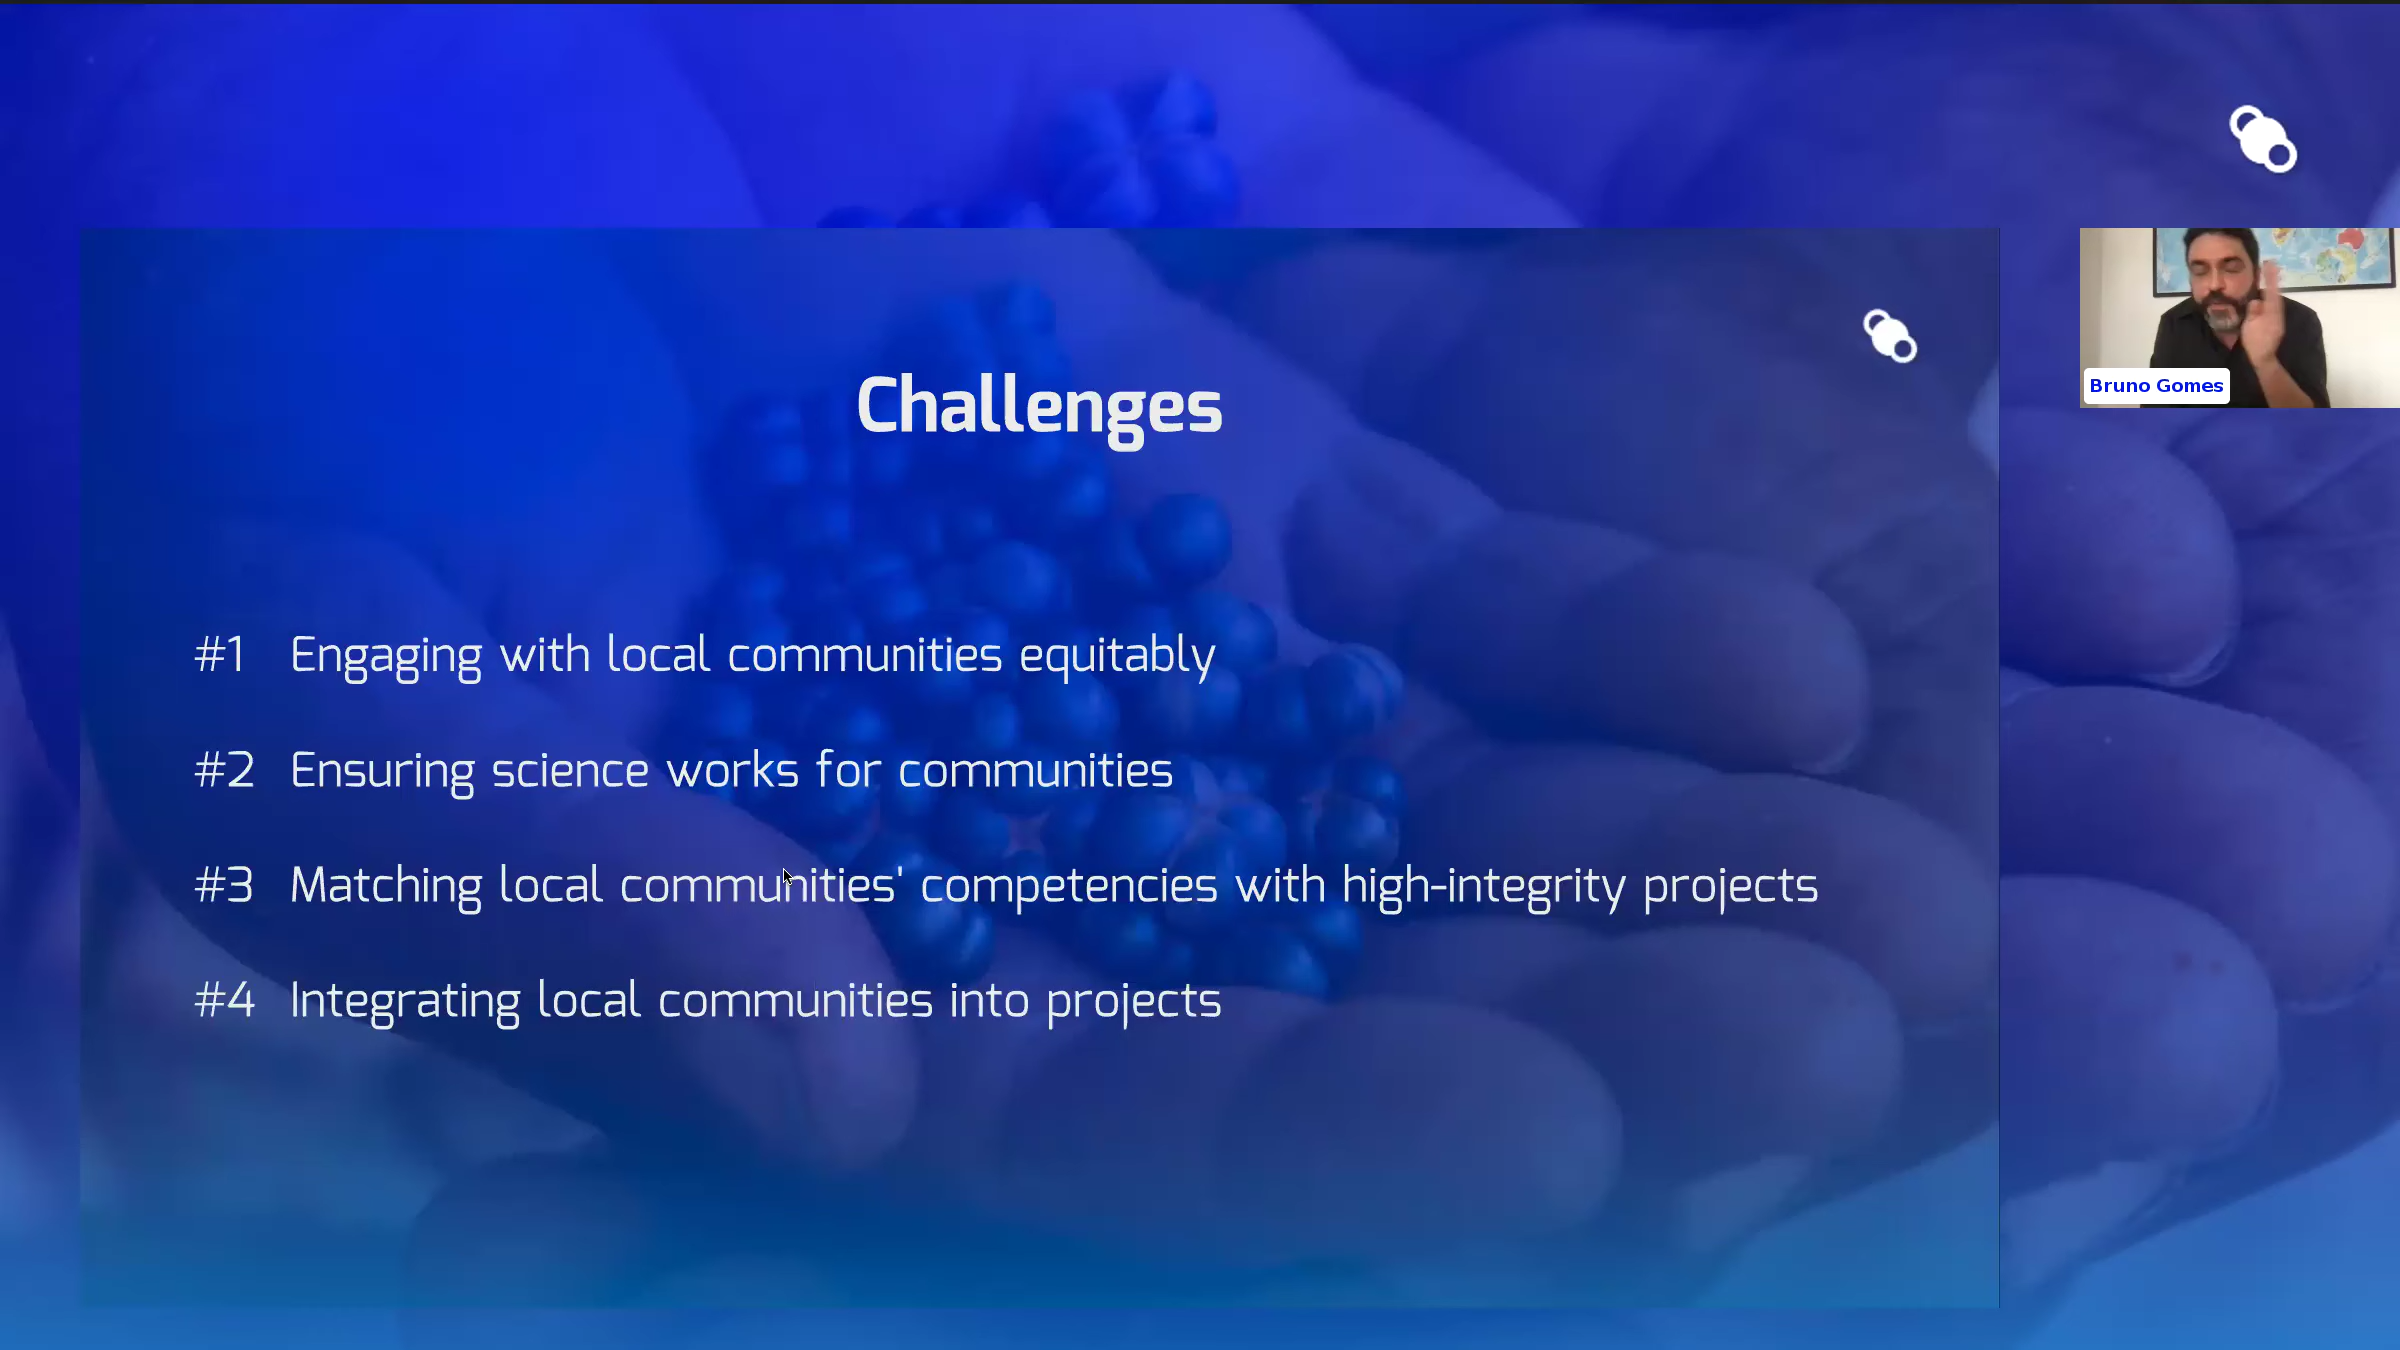 Challenges
Bruno Gomes
#1 Engaging with local communities equitably
#2 Ensuring science works for communities
#3 Matching local communities' competencies with high-integrity projects
#4 Integrating local communities into projects